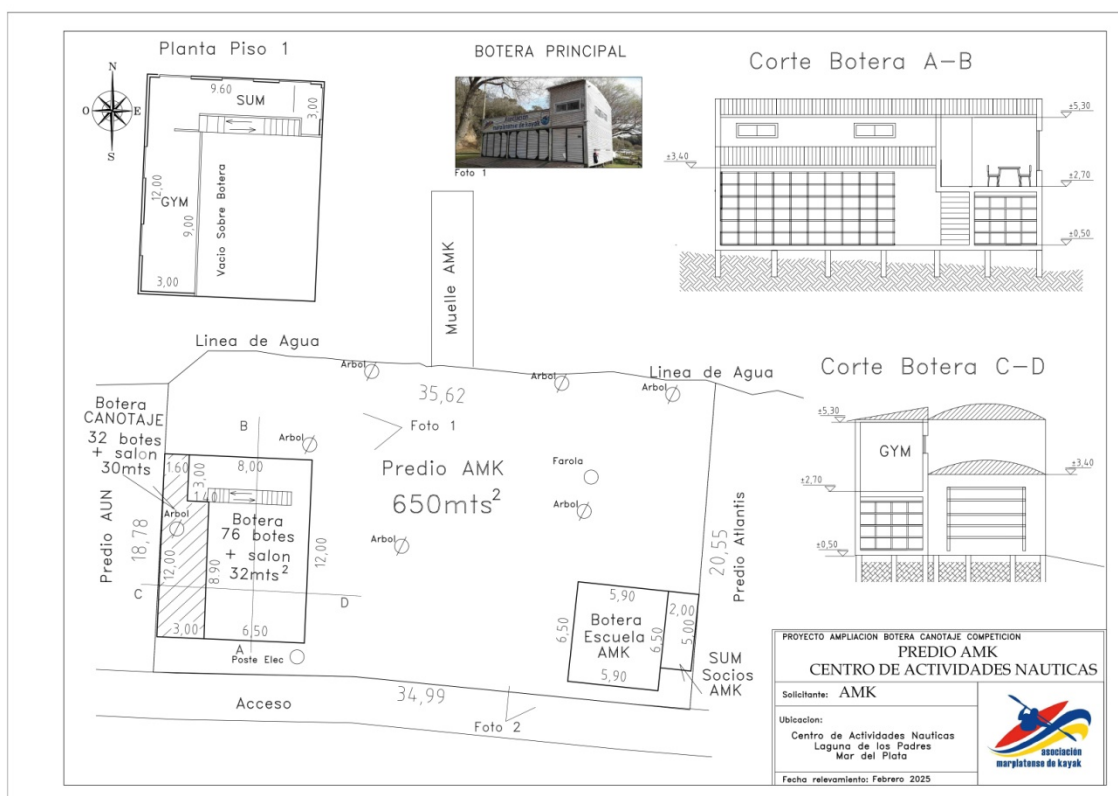 Planta Piso 1
N
O
E
S
9.60
SUM
3,00
12,00
GYM
9,00
Vacio Sobre Botera
3,00
BOTERA PRINCIPAL
asociación
marplatense de kayak
Foto 1
Corte Botera A-B
±5,30
±3,40
±2,70
±0,50
Muelle AMK
Linea de Agua
Linea de Agua
Arbol
Arbol
Arbol
35,62
Foto 1
Botera
CANOTAJE
32 botes
+ salon
30mts
B
Arbol
1.60
3,00
8,00
1.40
Predio AMK
650mts²
Farola
Arbol
Arbol
Arbol
Predio AUN
18,78
12,00
8.90
Botera
76 botes
+ salon
32mts²
12,00
C
D
3,00
6,50
A
Poste Elec
20,55
Predio Atlantis
5,90
6,50
Botera
Escuela
AMK
6,50
5,90
2,00
5,00
SUM
Socios
AMK
Acceso
34,99
Foto 2
Corte Botera C-D
±5,30
GYM
±3,40
±2,70
±0,50
PROYECTO AMPLIACION BOTERA CANOTAJE COMPETICION
PREDIO AMK
CENTRO DE ACTIVIDADES NAUTICAS
Solicitante: AMK
Ubicacion:
Centro de Actividades Nauticas
Laguna de los Padres
Mar del Plata
Fecha relevamiento: Febrero 2025
asociación
marplatense de kayak